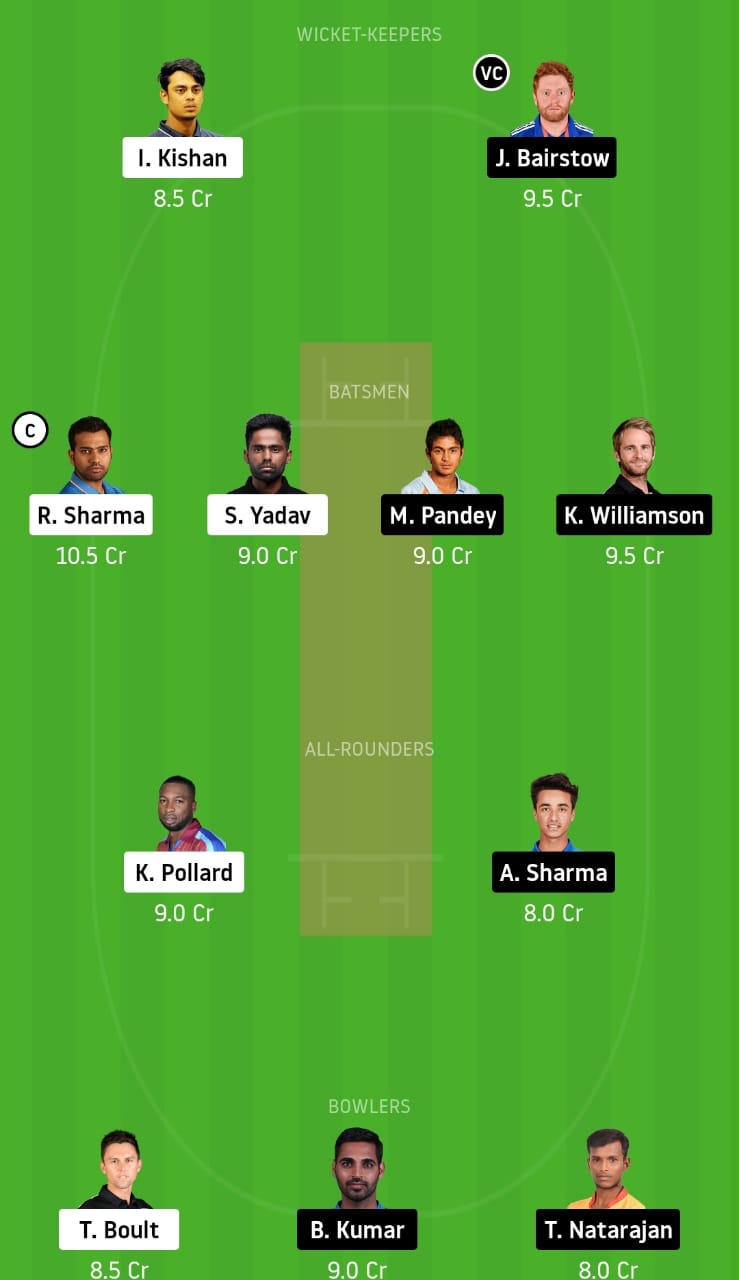 WICKET-KEEPERS
VC
I. Kishan
J. Bairstow
8.5 Cr
9.5 Cr
BATSMEN
C
R. Sharma
S. Yadav
M. Pandey
K. Williamson
10.5 Cr
9.0 Cr
9.0 Cr
9.5 Cr
ALL-ROUNDERS
K. Pollard
A. Sharma
9.0 Cr
8.0 Cr
BOWLERS
T. Boult
B. Kumar
T. Natarajan
8.5 Cr
9.0 Cr
8.0 Cr